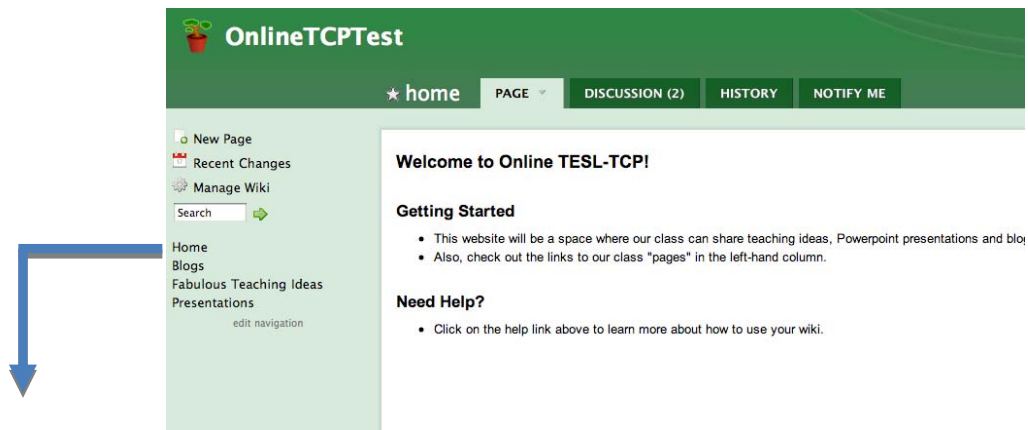 OnlineTCPTest
home PAGE DISCUSSION (2) HISTORY NOTIFY ME
New Page
Recent Changes
Manage Wiki
Search
Home
Blogs
Fabulous Teaching Ideas
Presentations
edit navigation
Welcome to Online TESL-TCP!
Getting Started
• This website will be a space where our class can share teaching ideas, Powerpoint presentations and
• Also, check out the links to our class "pages" in the left-hand column.
Need Help?
• Click on the help link above to learn more about how to use your wiki.